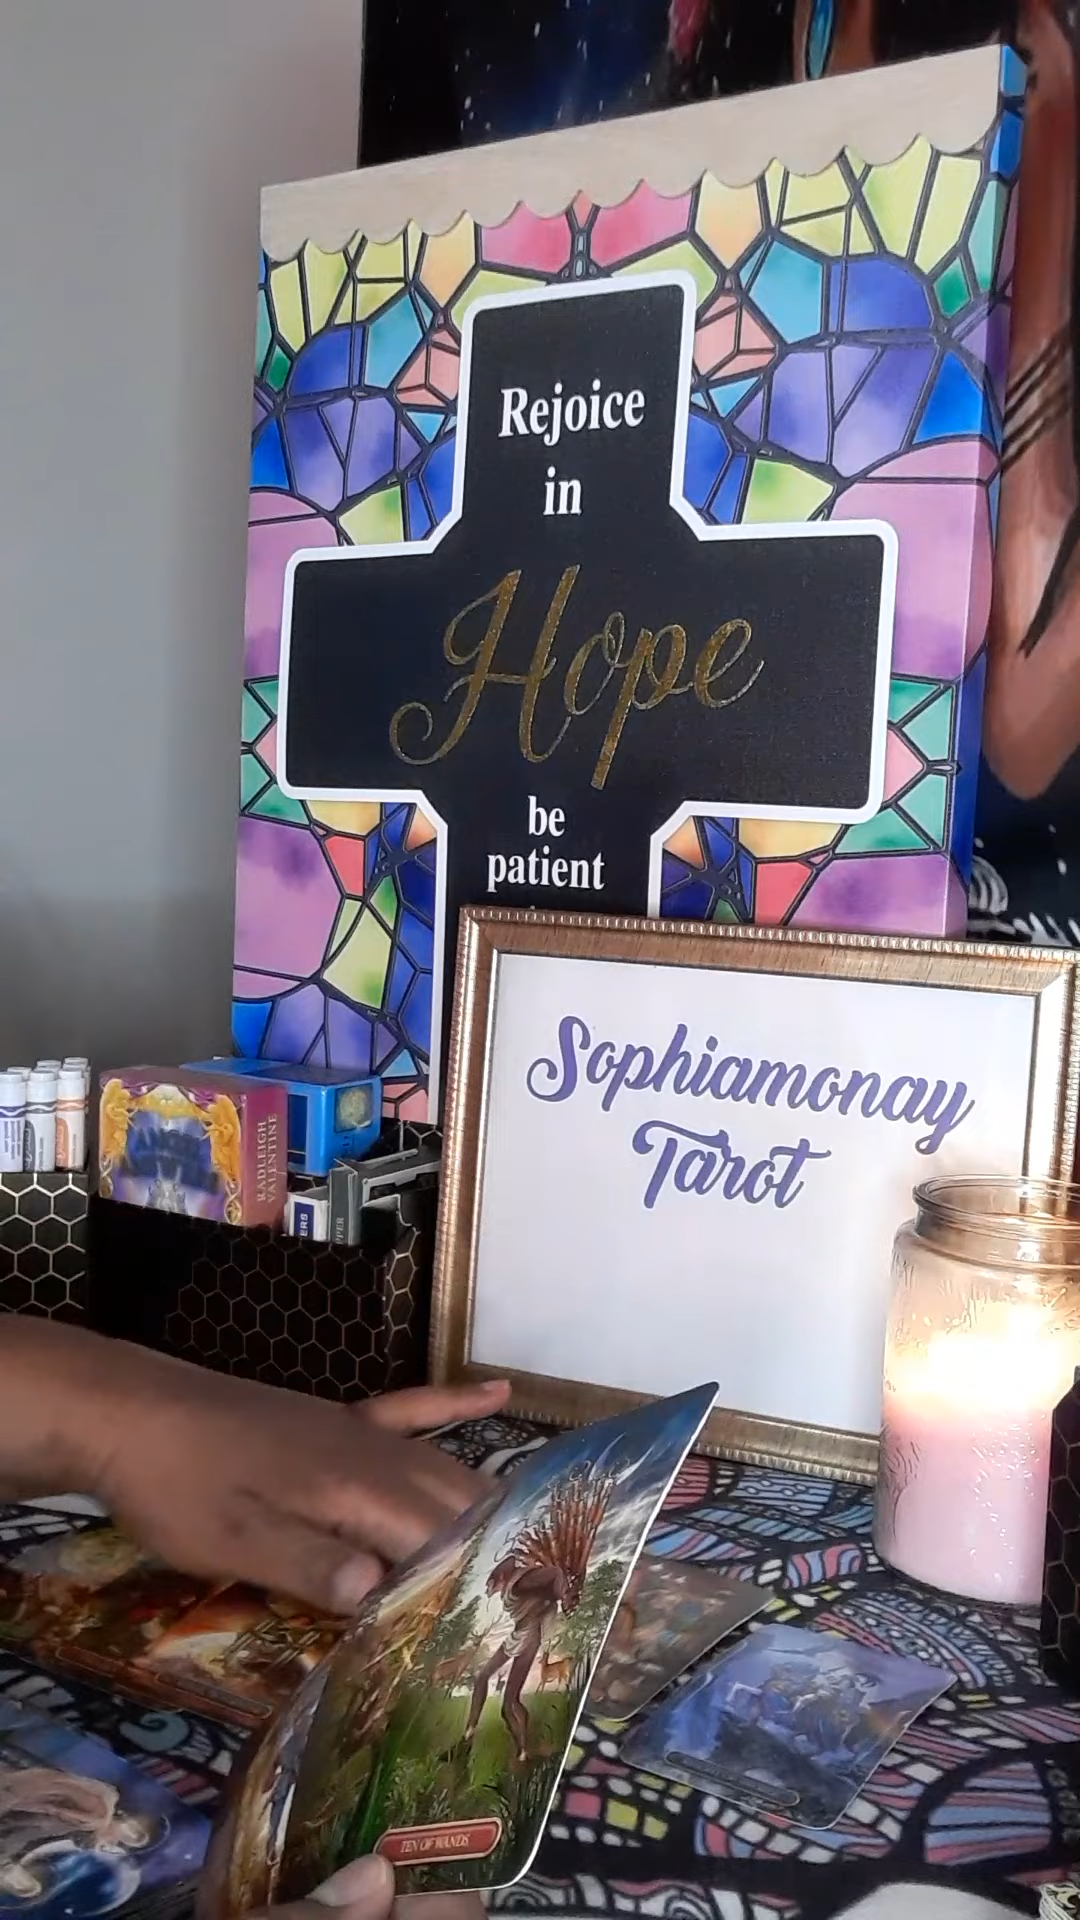 Rejoice
in
Hope
be
patient
Sophiamonay
Tarot
RADLEIGH
VALENTINE
TEN OF WANDS